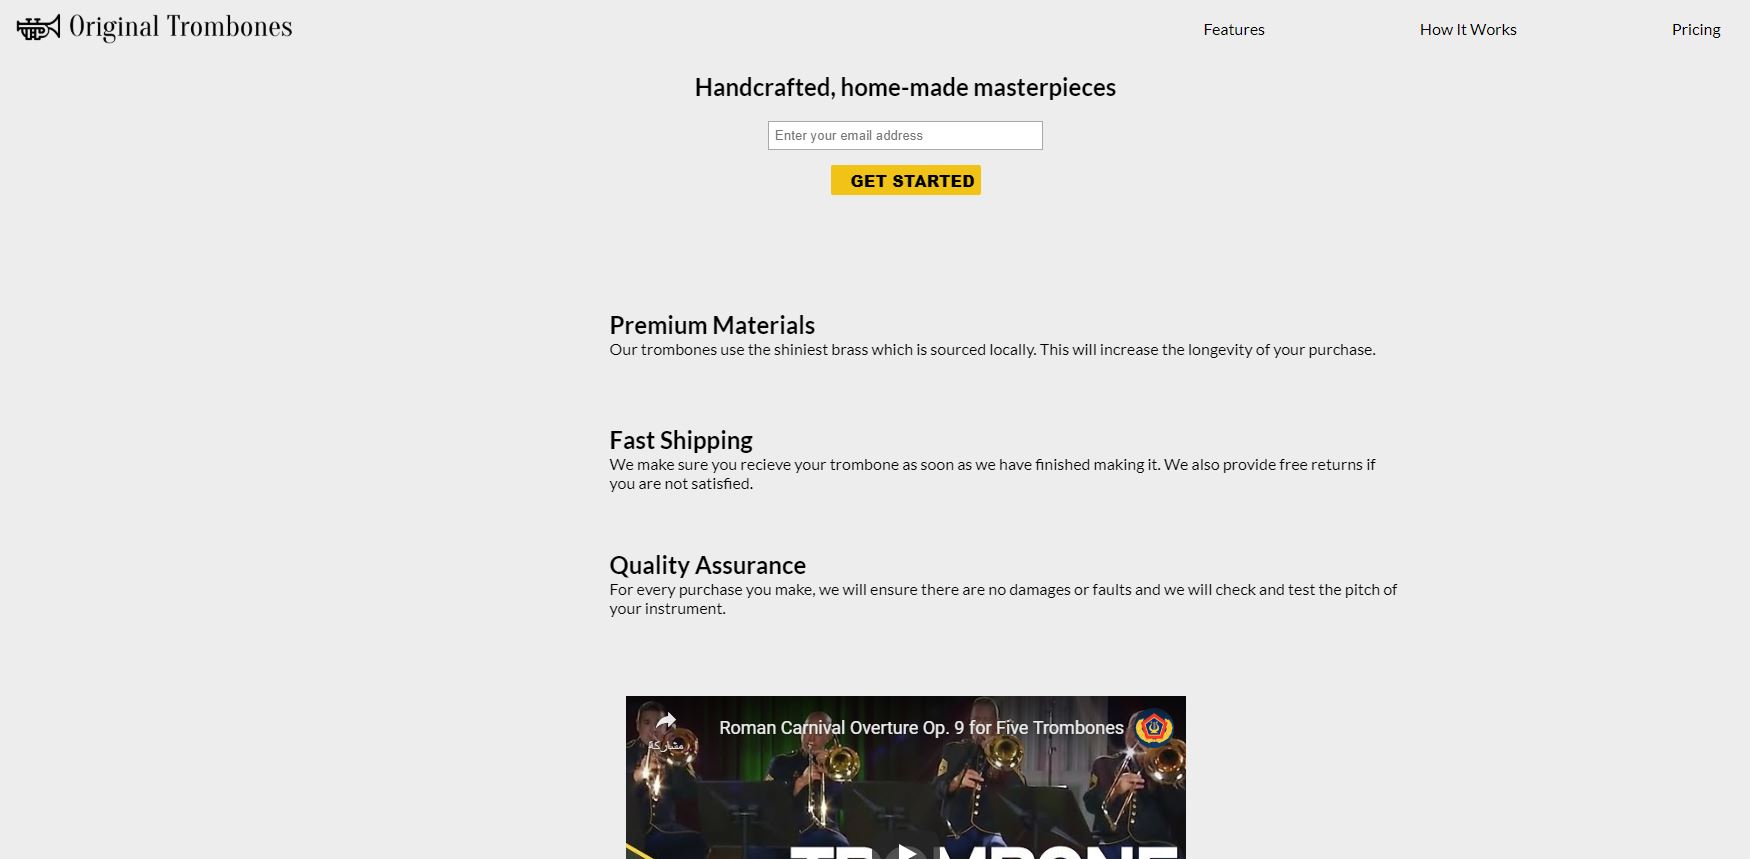 Original Trombones
Features
How It Works
Pricing
Handcrafted, home-made masterpieces
Enter your email address
GET STARTED
Premium Materials
Our trombones use the shiniest brass which is sourced locally. This will increase the longevity of your purchase.
Fast Shipping
We make sure you recieve your trombone as soon as we have finished making it. We also provide free returns if
you are not satisfied.
Quality Assurance
For every purchase you make, we will ensure there are no damages or faults and we will check and test the pitch of
your instrument.
Roman Carnival Overture Op. 9 for Five Trombones
مشاركة